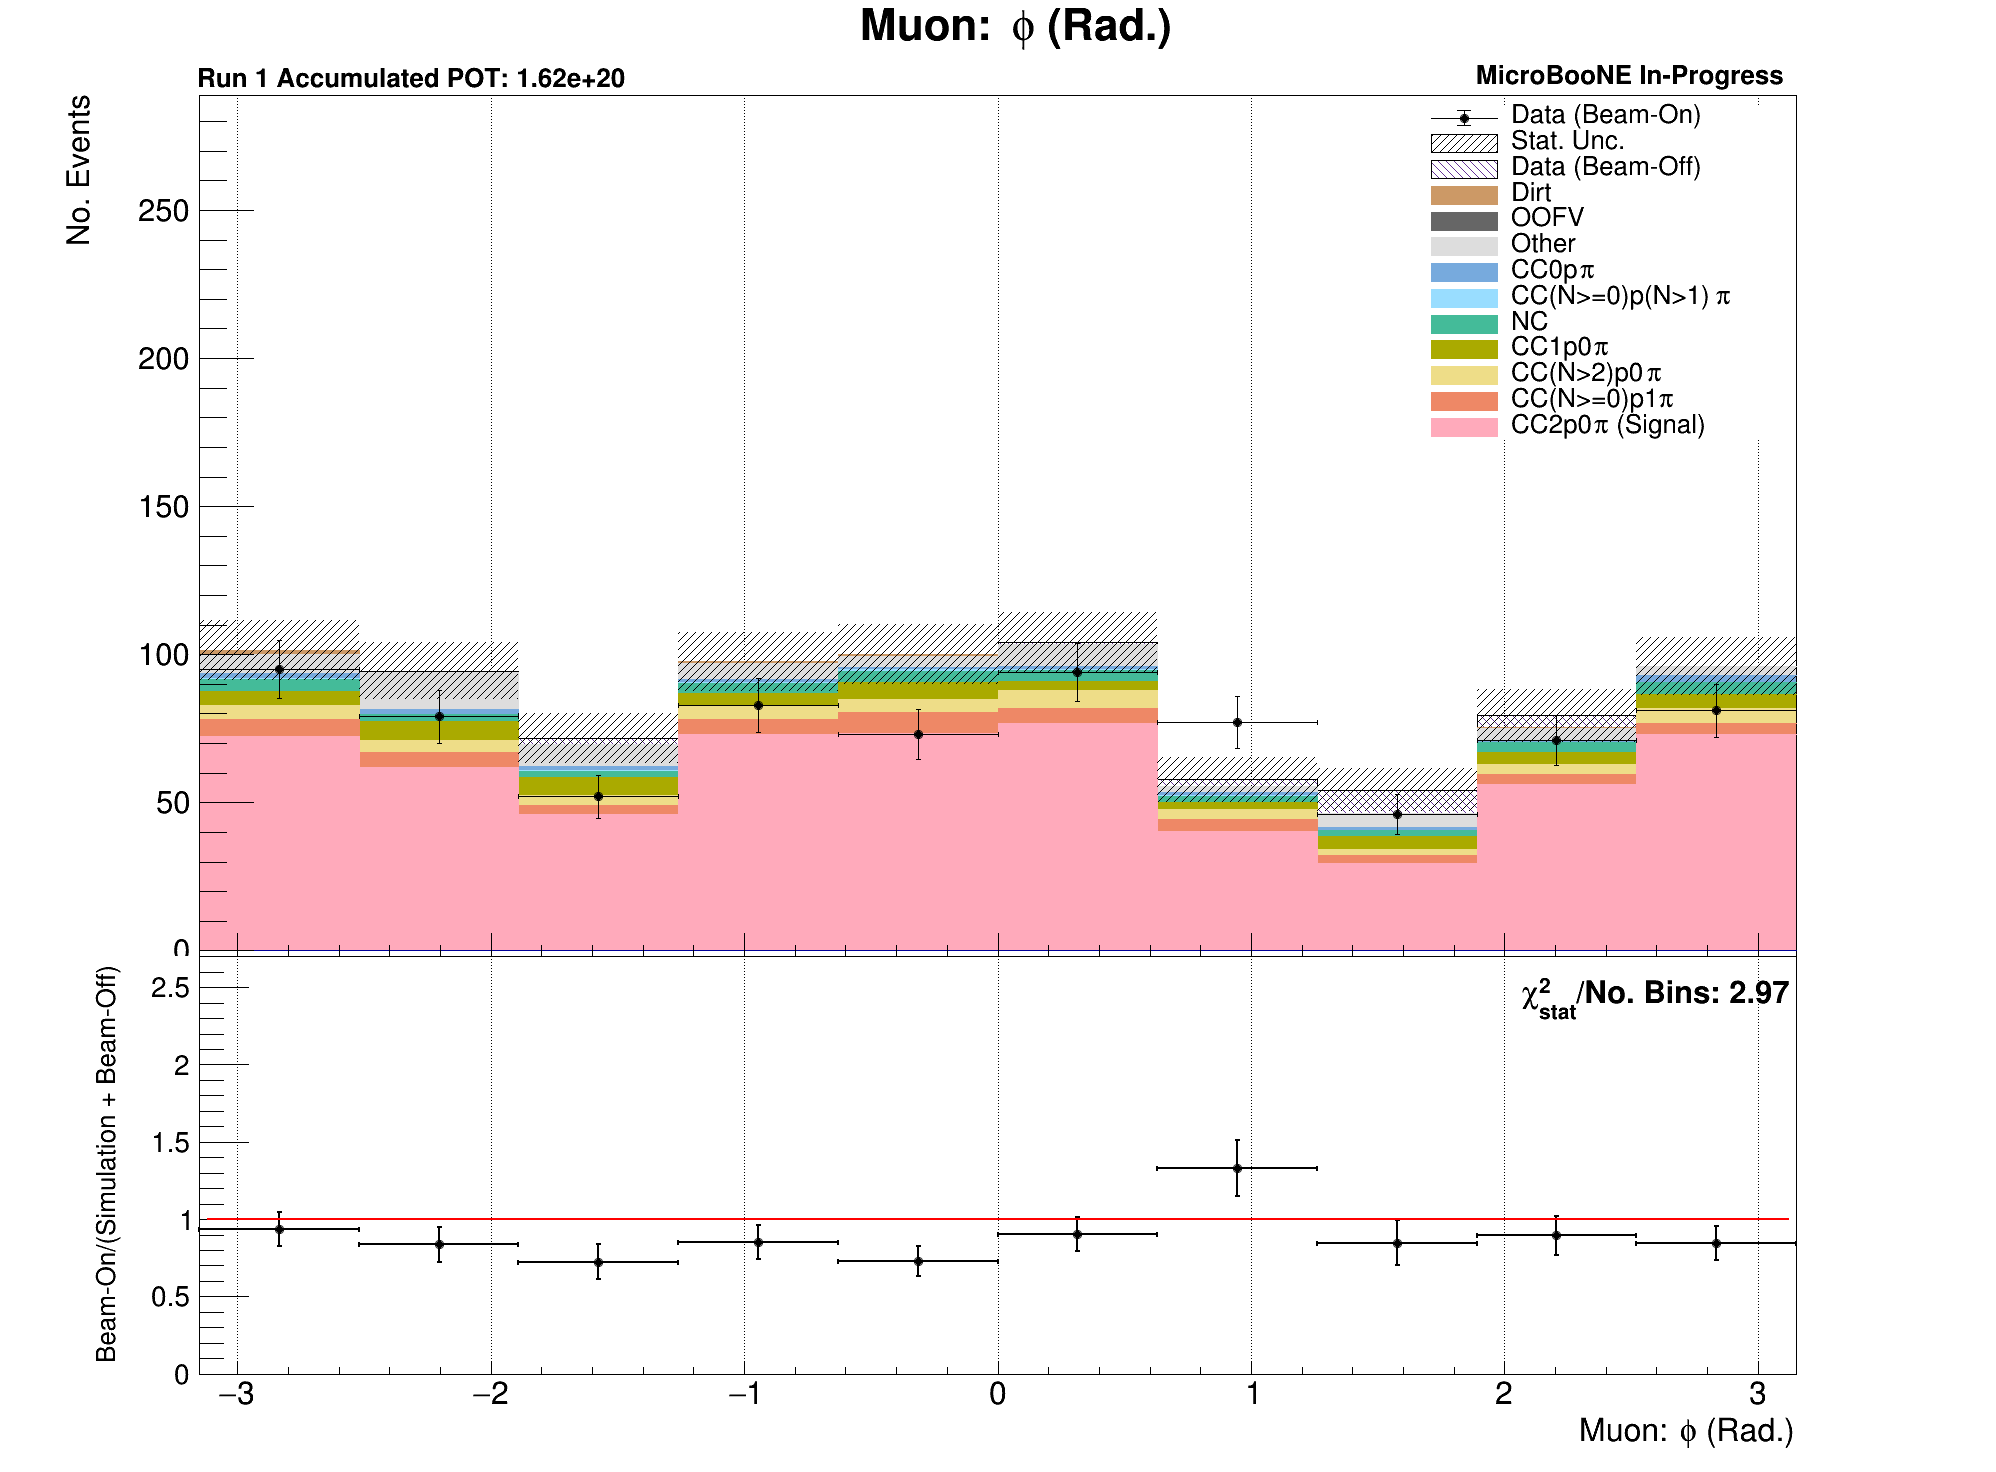 Muon: ϕ (Rad.)
Run 1 Accumulated POT: 1.62e+20
MicroBooNE In-Progress
No. Events
250
200
150
100
50
0
Data (Beam-On)
Stat. Unc.
Data (Beam-Off)
Dirt
OOFV
Other
CC0pπ
CC(N>=0)p(N>1) π
NC
CC1p0π
CC(N>2)p0π
CC(N>=0)p1π
CC2p0π (Signal)
Beam-On/(Simulation + Beam-Off)
2.5
2
1.5
1
0.5
0
χ²stat/No. Bins: 2.97
−3 −2 −1 0 1 2 3
Muon: ϕ (Rad.)